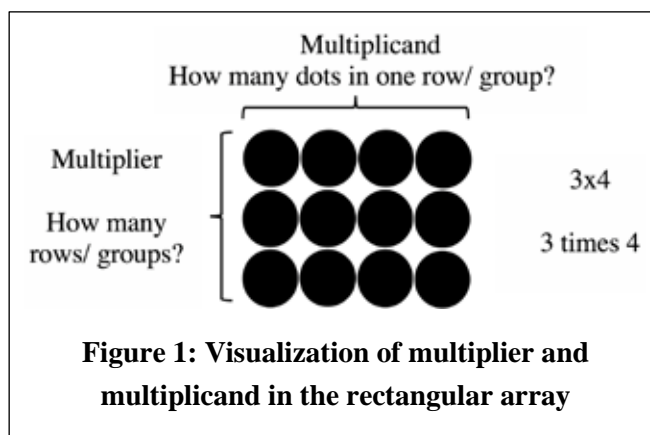 Multiplicand
How many dots in one row/ group?
Multiplier
How many
rows/ groups?
3x4
3 times 4
Figure 1: Visualization of multiplier and
multiplicand in the rectangular array